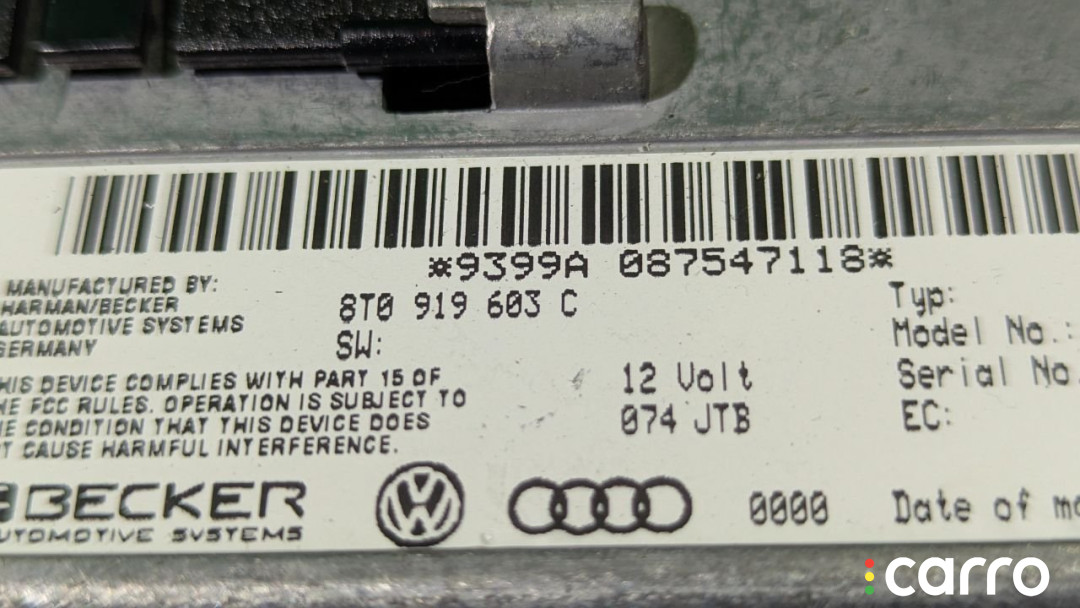 *9399A 087547118*
MANUFACTURED BY:
HARMAN/BECKER
AUTOMOTIVE SYSTEMS
GERMANY
8T0 919 603 C
SW:
HIS DEVICE COMPLIES WITH PART 15 OF
HE FCC RULES. OPERATION IS SUBJECT TO
HE CONDITION THAT THIS DEVICE DOES
T CAUSE HARMFUL INTERFERENCE.
12 Volt
074 JTB
Typ:
Model No.:
Serial No.
EC:
BECKER
UTOMOTIVE SYSTEMS
0000
Date of ma
carro